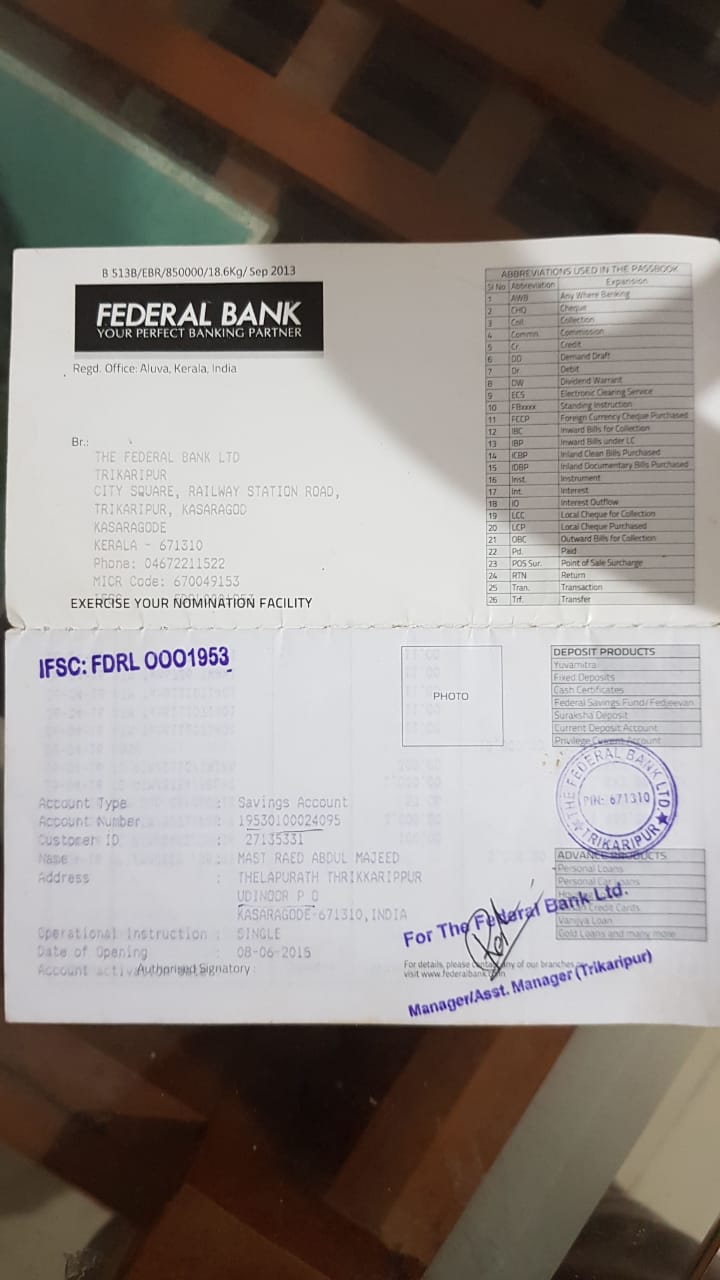 B 513B/EBR/850000/18.6Kg/ Sep 2013
FEDERAL BANK
YOUR PERFECT BANKING PARTNER
Regd. Office: Aluva, Kerala, India
Br.:
THE FEDERAL BANK LTD
TRIKARIPUR
CITY SQUARE, RAILWAY STATION ROAD,
TRIKARIPUR, KASARAGOD
KASARAGODE
KERALA - 671310
Phone: 04672211522
MICR Code: 670049153
EXERCISE YOUR NOMINATION FACILITY
ABBREVIATIONS USED IN THE PASSBOOK
Sl No Abbreviation Expansion
1 AWB Any Where Banking
2 CHQ Cheque
3 Coll. Collection
4 Commn. Commission
5 Cr. Credit
6 DD Demand Draft
7 Dr. Debit
8 DW Dividend Warrant
9 ECS Electronic Clearing Service
10 FBxxxx Standing Instruction
11 FCCP Foreign Currency Cheque Purchased
12 IBC Inward Bills for Collection
13 IBP Inward Bills under LC
14 ICBP Inland Clean Bills Purchased
15 IDBP Inland Documentary Bills Purchased
16 Inst. Instrument
17 Int. Interest
18 IO Interest Outflow
19 LCC Local Cheque for Collection
20 LCP Local Cheque Purchased
21 OBC Outward Bills for Collection
22 Pd. Paid
23 POS Sur. Point of Sale Surcharge
24 RTN Return
25 Tran. Transaction
26 Trf. Transfer
IFSC: FDRL 0001953
PHOTO
DEPOSIT PRODUCTS
Yuvamitra
Fixed Deposits
Cash Certificates
Federal Savings Fund/ Fedjeevan
Suraksha Deposit
Current Deposit Account
Privilege Current Account
THE FEDERAL BANK LTD.
PIN: 671310
TRIKARIPUR
Account Type : Savings Account
Account Number : 19530100024095
Customer ID : 27135331
Name : MAST RAED ABDUL MAJEED
Address : THELAPURATH THRIKKARIPPUR
UDINOOR P O
KASARAGODE-671310,INDIA
Operational Instruction : SINGLE
Date of Opening : 08-06-2015
Authorised Signatory :
ADVANCE PRODUCTS
Personal Loans
Personal Car Loans
Credit Cards
Vanijya Loan
Gold Loans and many more
For The Federal Bank Ltd.
For details, please contact any of our branches or
visit www.federalbank
Manager/Asst. Manager (Trikaripur)